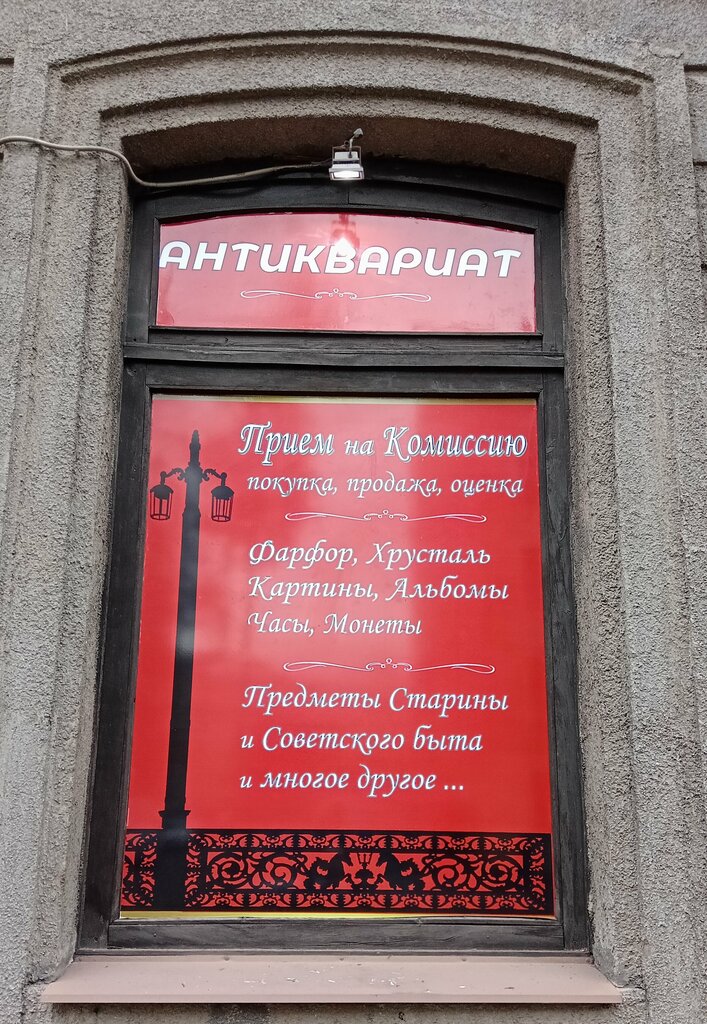 АНТИКВАРИАТ
Прием на Комиссию
покупка, продажа, оценка
Фарфор, Хрусталь
Картины, Альбомы
Часы, Монеты
Предметы Старины
и Советского быта
и многое другое ...